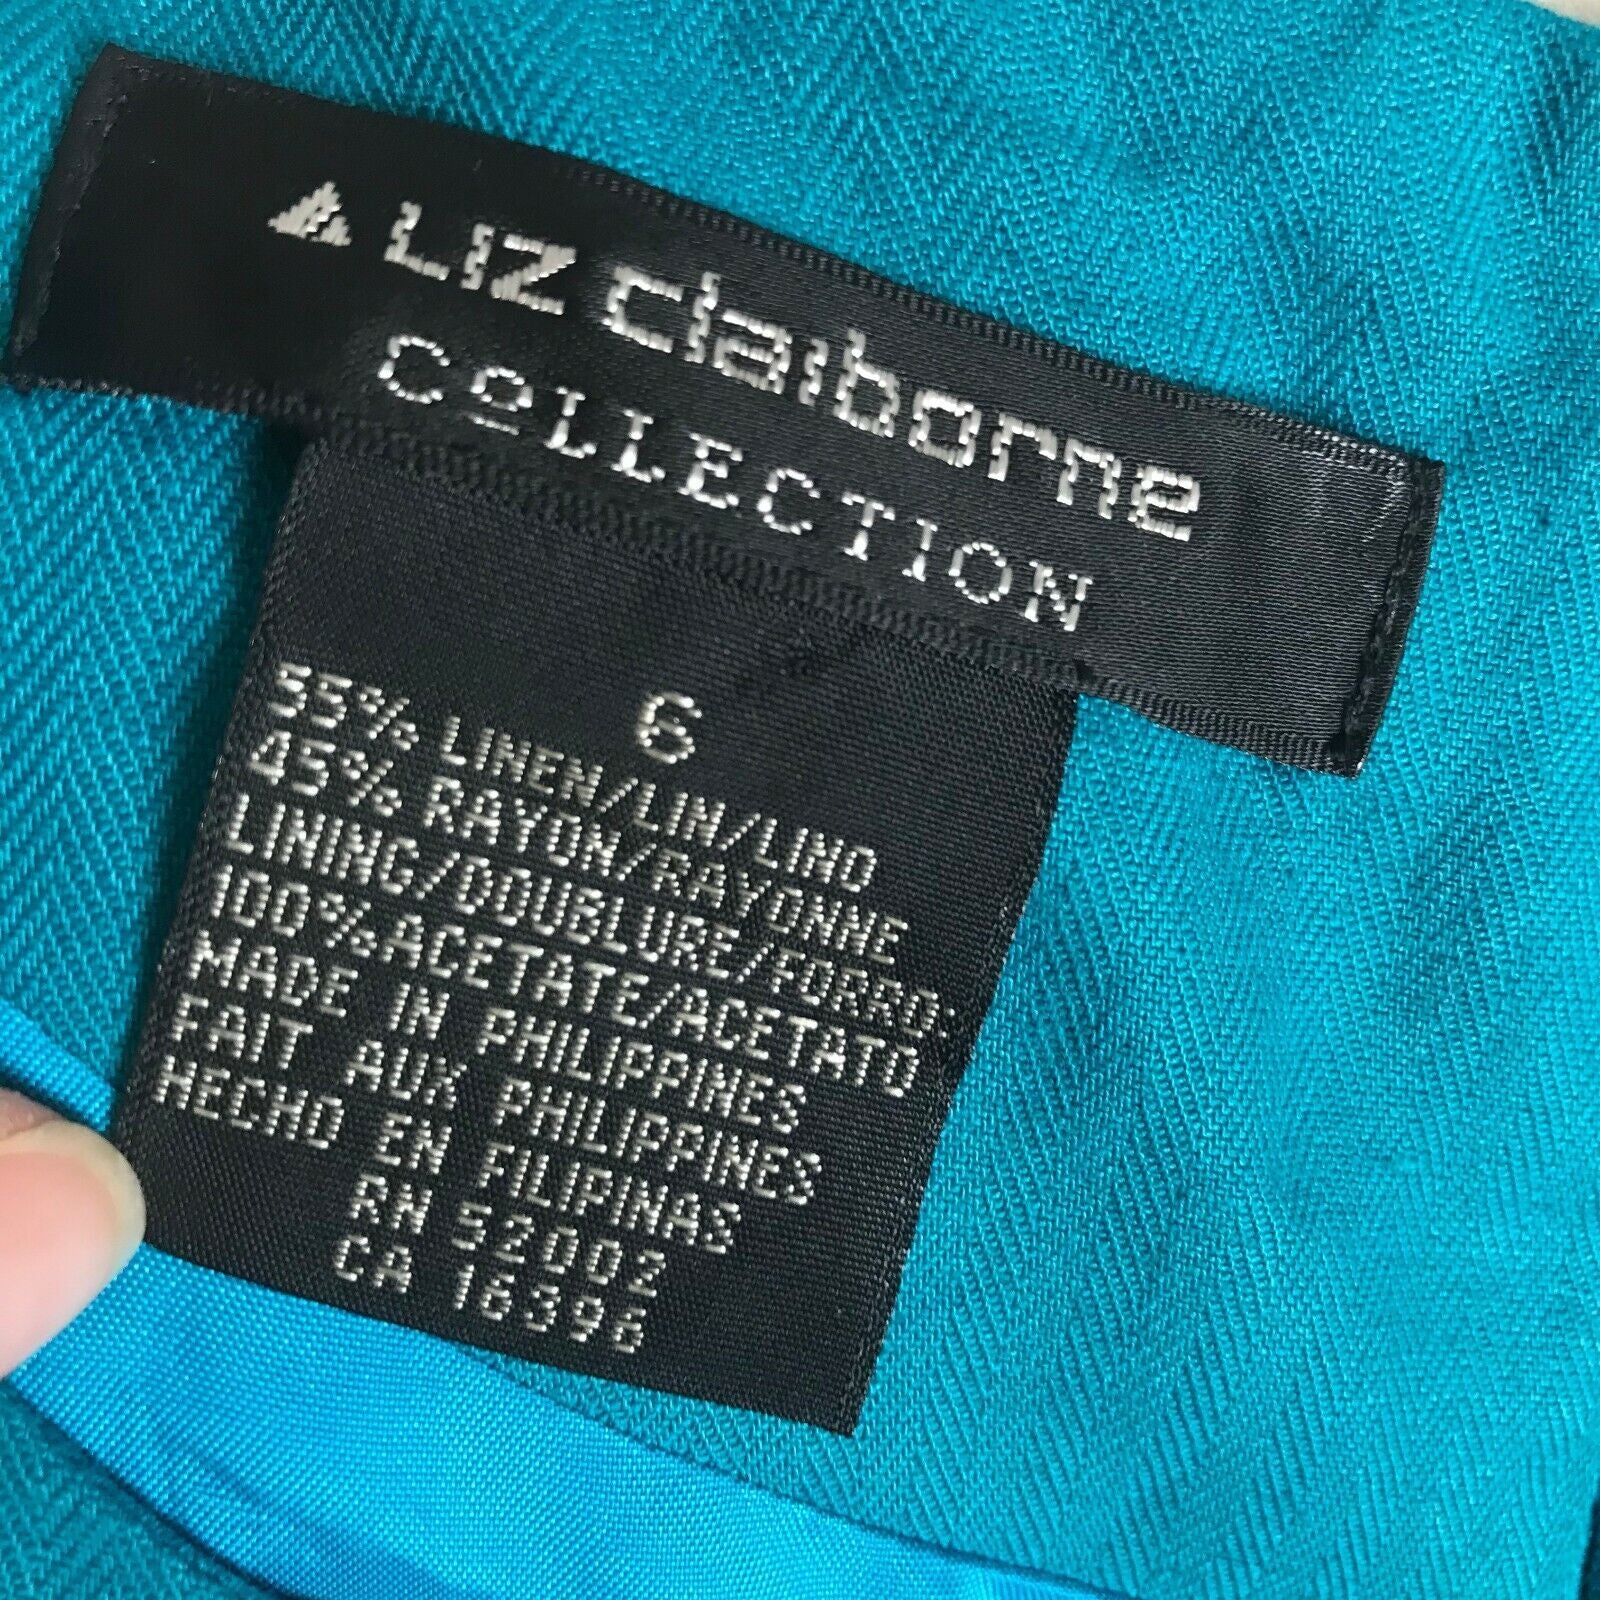 LIZ claiborne
COLLECTION
6
55% LINEN/LIN/LINO
45% RAYON/RAYONNE
LINING/DOUBLURE/FORRO:
100% ACETATE/ACETATO
MADE IN PHILIPPINES
FAIT AUX PHILIPPINES
HECHO EN FILIPINAS
RN 52002
CA 16396